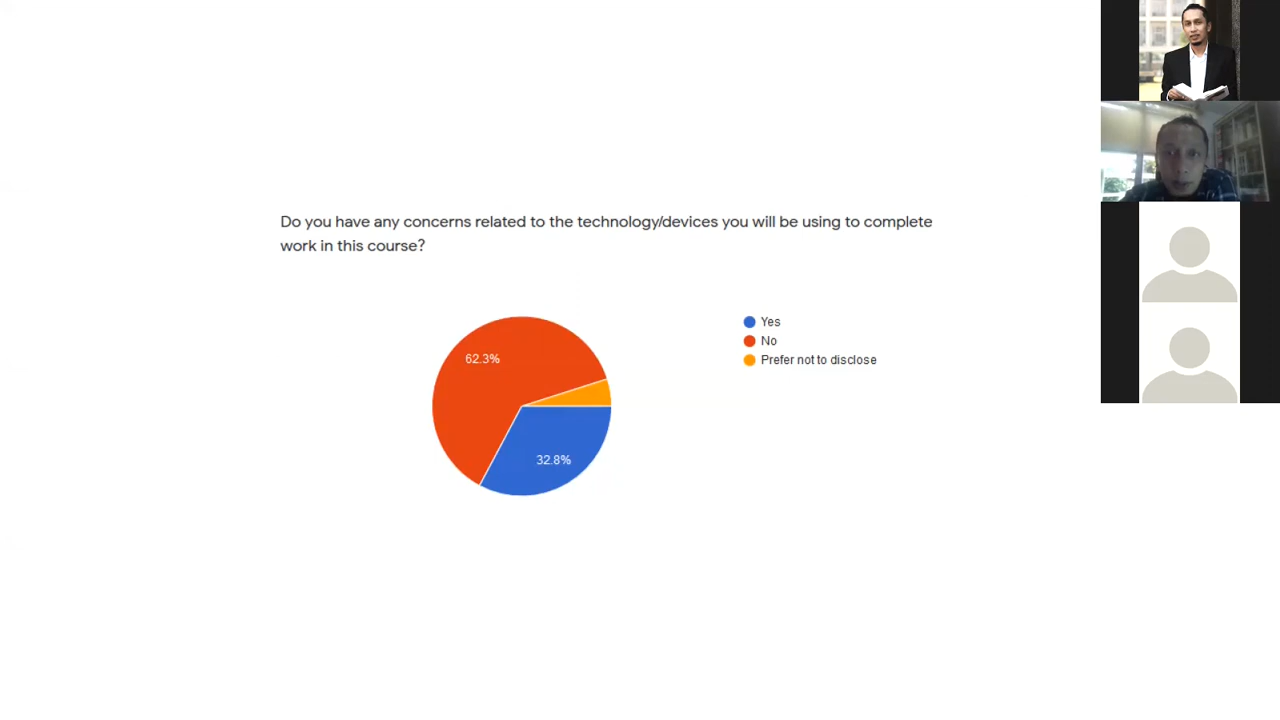 Do you have any concerns related to the technology/devices you will be using to complete
work in this course?
Yes
No
Prefer not to disclose
62.3%
32.8%